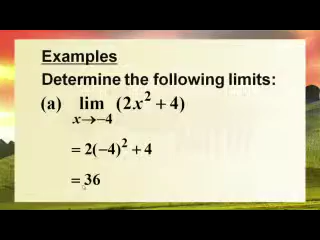 Examples
Determine the following limits:
(a) lim (2x² + 4)
x→−4
= 2(−4)² + 4
= 36